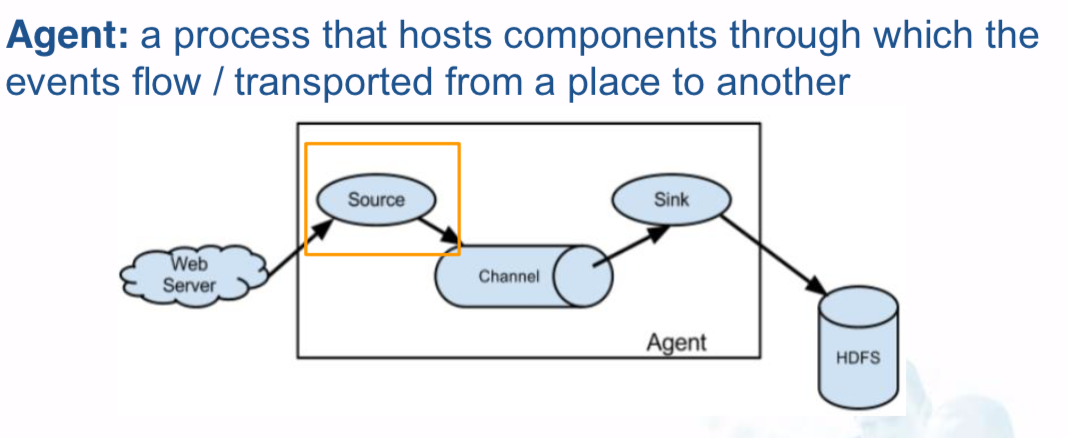 Agent: a process that hosts components through which the
events flow / transported from a place to another
Source
Sink
Web
Server
Channel
Agent
HDFS